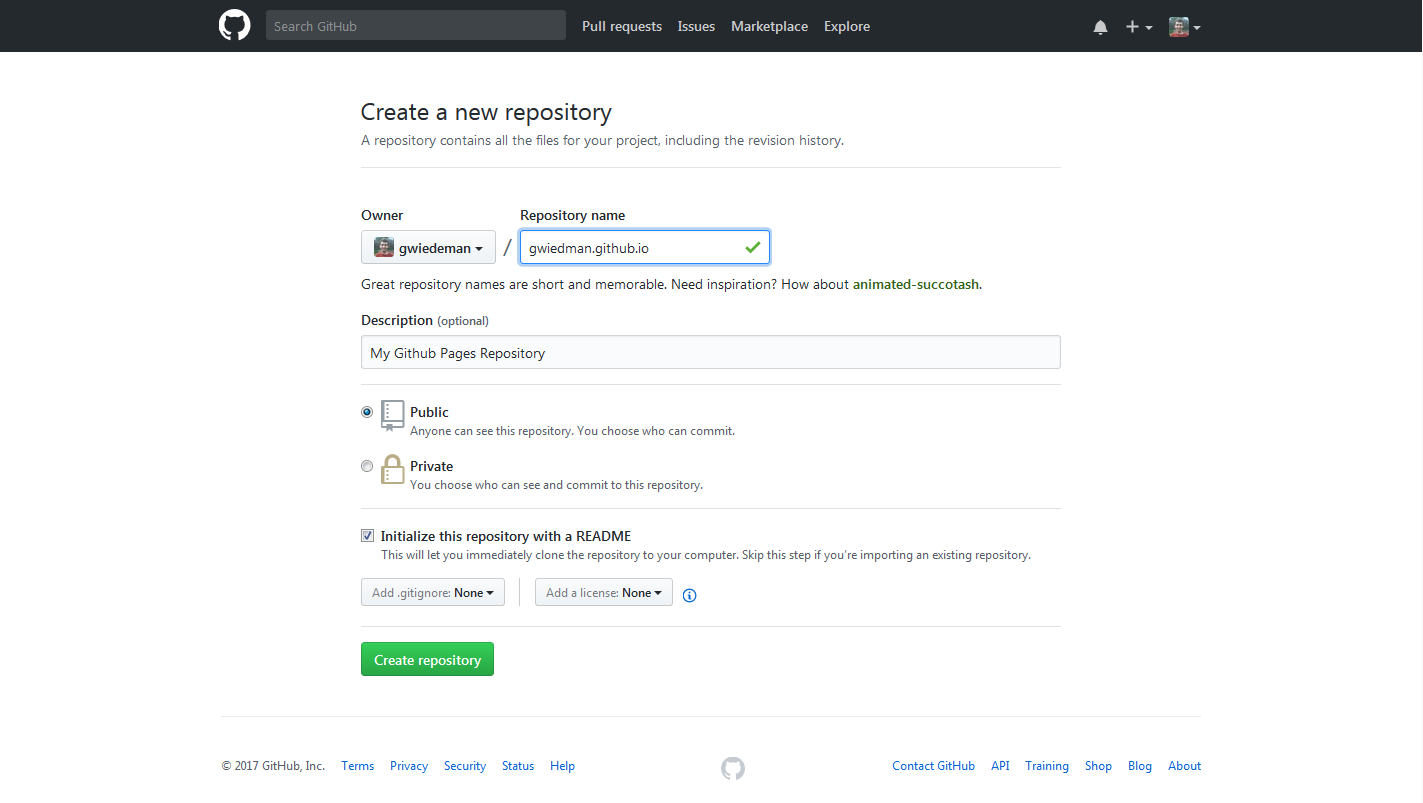 Search GitHub Pull requests Issues Marketplace Explore
Create a new repository
A repository contains all the files for your project, including the revision history.
Owner Repository name
gwiedeman / gwiedman.github.io
Great repository names are short and memorable. Need inspiration? How about animated-succotash.
Description (optional)
My Github Pages Repository
Public
Anyone can see this repository. You choose who can commit.
Private
You choose who can see and commit to this repository.
Initialize this repository with a README
This will let you immediately clone the repository to your computer. Skip this step if you're importing an existing repository.
Add .gitignore: None Add a license: None
Create repository
© 2017 GitHub, Inc. Terms Privacy Security Status Help Contact GitHub API Training Shop Blog About